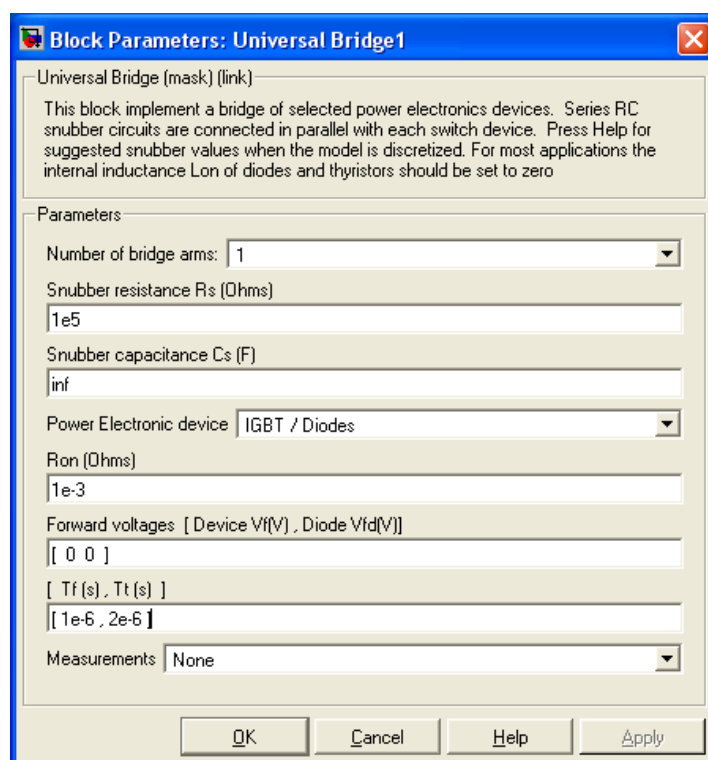 Block Parameters: Universal Bridge1
Universal Bridge (mask) (link)
This block implement a bridge of selected power electronics devices. Series RC
snubber circuits are connected in parallel with each switch device. Press Help for
suggested snubber values when the model is discretized. For most applications the
internal inductance Lon of diodes and thyristors should be set to zero
Parameters
Number of bridge arms: 1
Snubber resistance Rs (Ohms)
1e5
Snubber capacitance Cs (F)
inf
Power Electronic device IGBT / Diodes
Ron (Ohms)
1e-3
Forward voltages [ Device Vf(V) , Diode Vfd(V)]
[ 0 0 ]
[ Tf (s) , Tt (s) ]
[ 1e-6 , 2e-6 ]
Measurements None
OK Cancel Help Apply